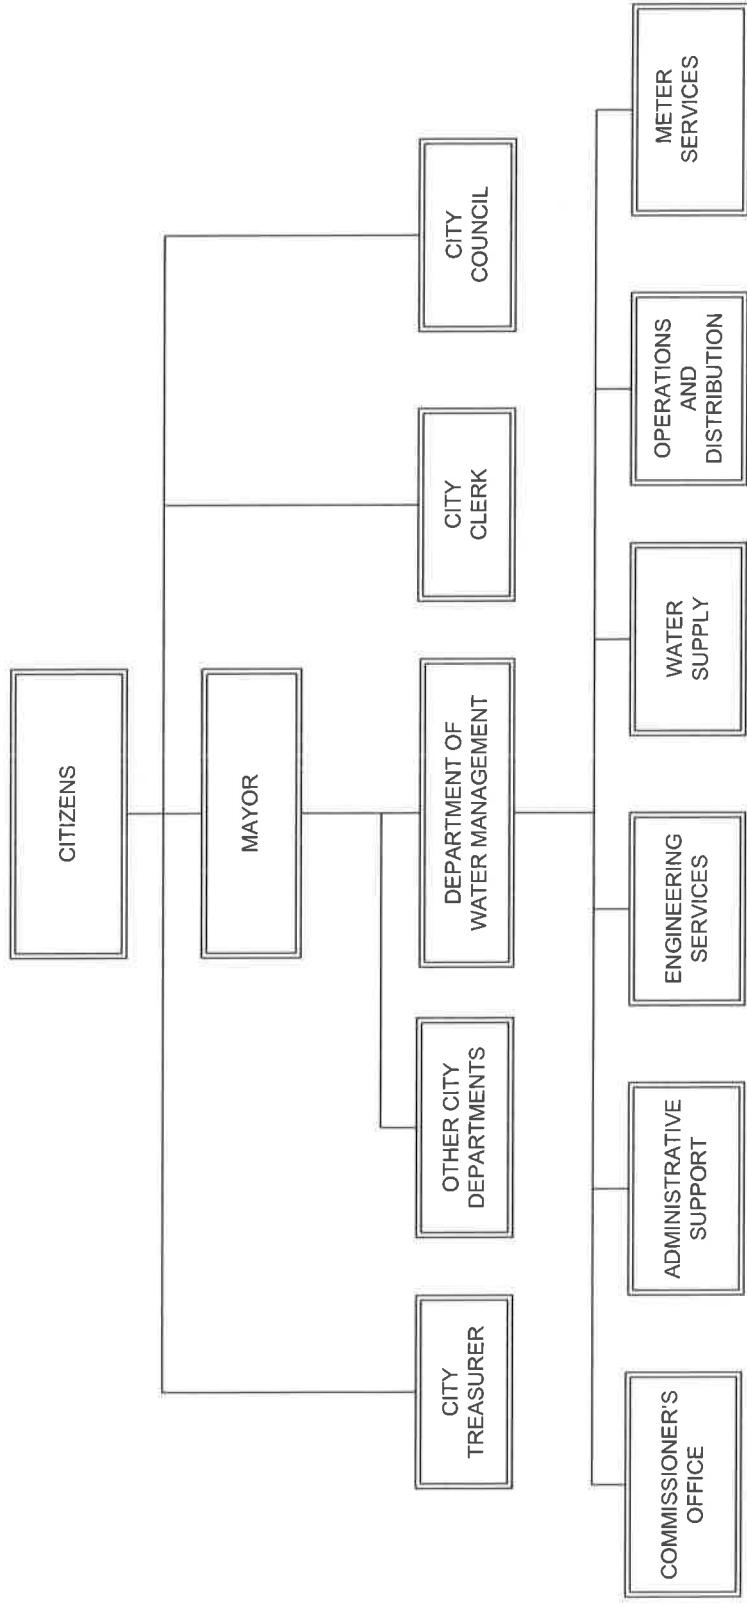 CITIZENS
MAYOR
CITY
TREASURER
OTHER CITY
DEPARTMENTS
DEPARTMENT OF
WATER MANAGEMENT
CITY
CLERK
CITY
COUNCIL
COMMISSIONER'S
OFFICE
ADMINISTRATIVE
SUPPORT
ENGINEERING
SERVICES
WATER
SUPPLY
OPERATIONS
AND
DISTRIBUTION
METER
SERVICES